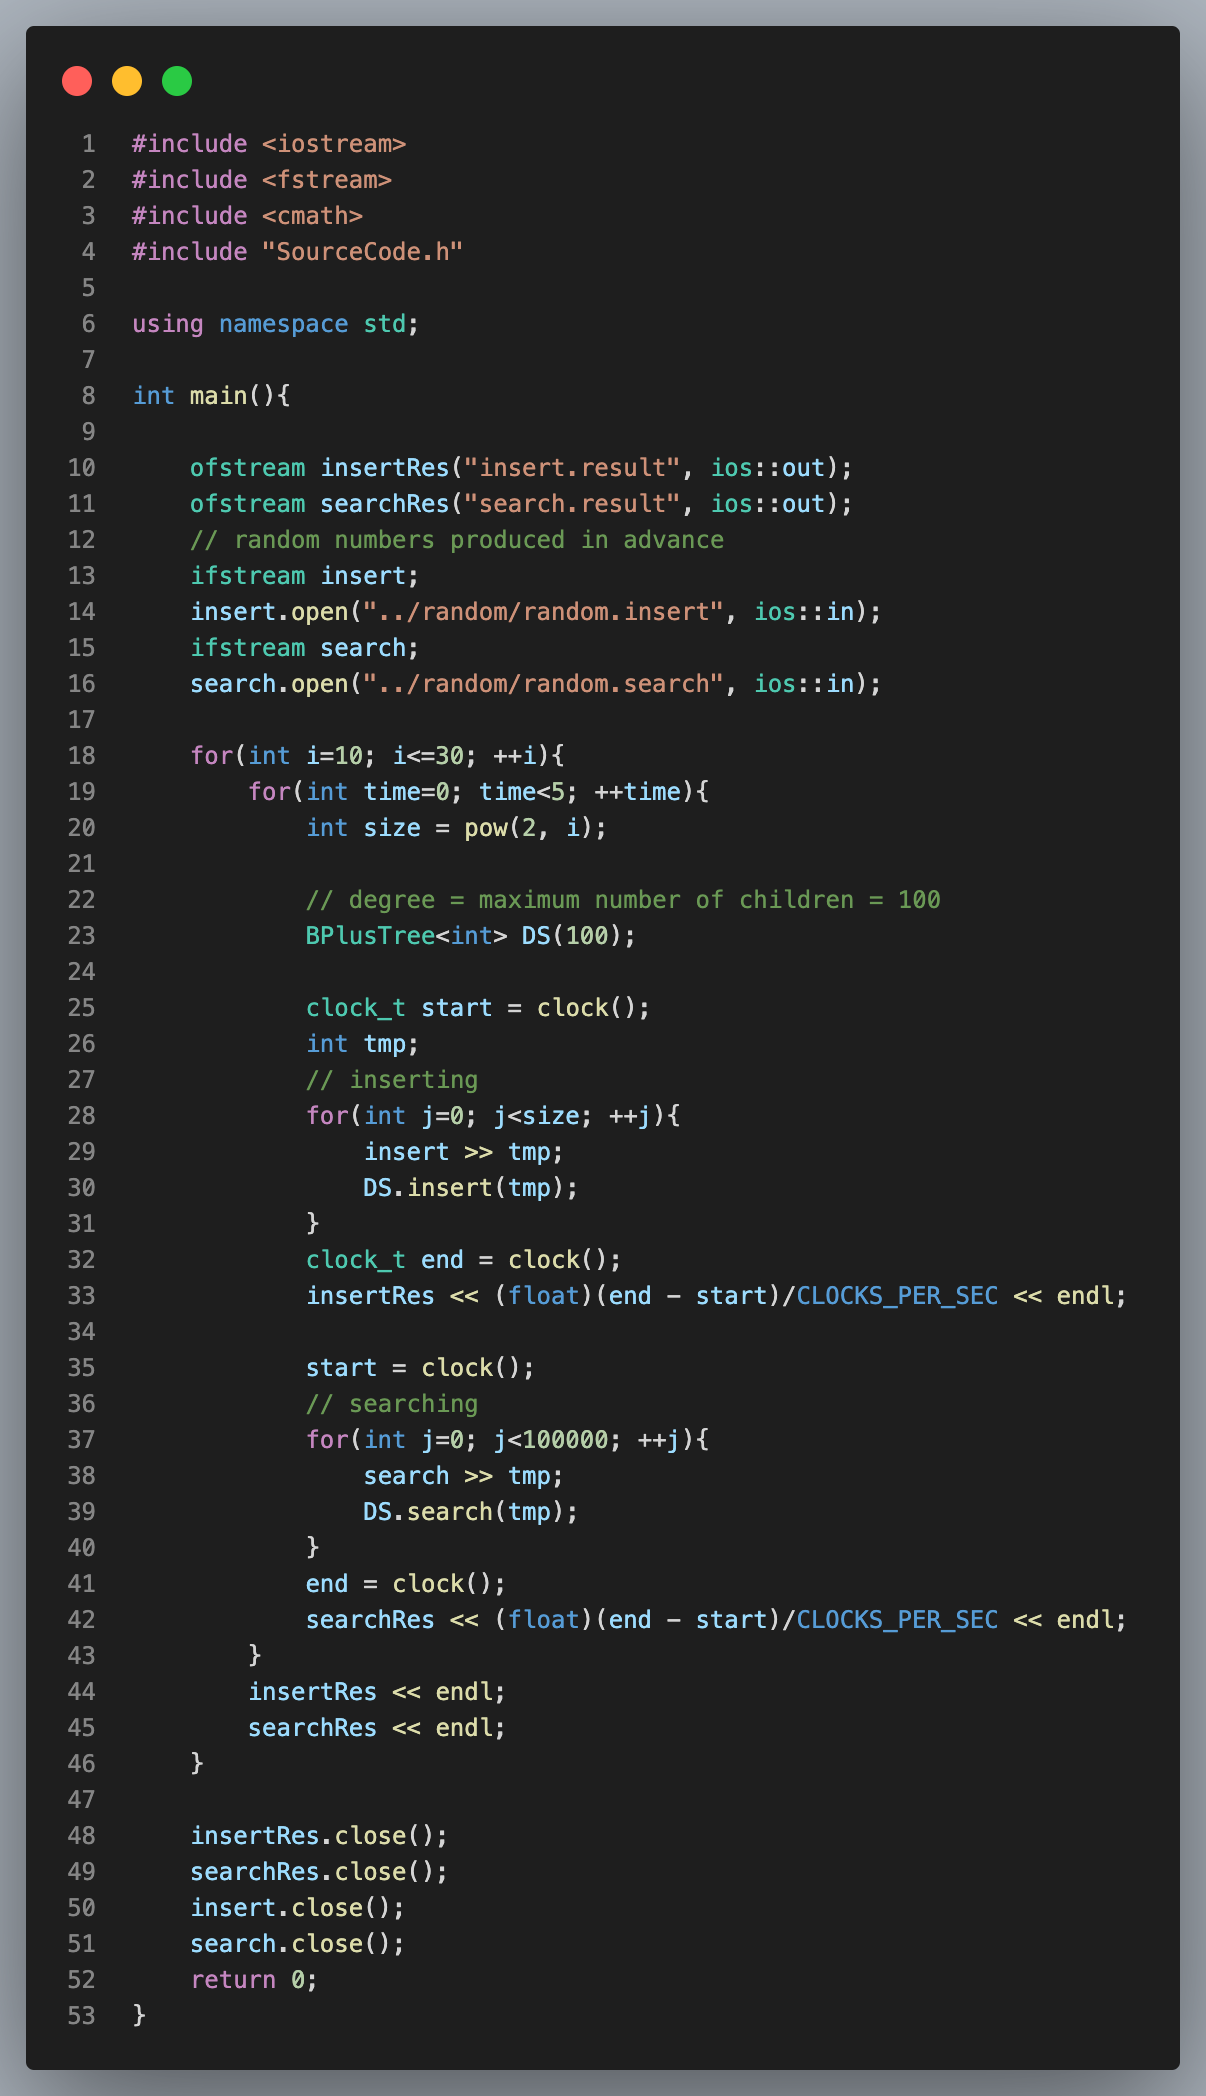 1 #include <iostream>
2 #include <fstream>
3 #include <cmath>
4 #include "SourceCode.h"
5
6 using namespace std;
7
8 int main(){
9
10     ofstream insertRes("insert.result", ios::out);
11     ofstream searchRes("search.result", ios::out);
12     // random numbers produced in advance
13     ifstream insert;
14     insert.open("../random/random.insert", ios::in);
15     ifstream search;
16     search.open("../random/random.search", ios::in);
17
18     for(int i=10; i<=30; ++i){
19         for(int time=0; time<5; ++time){
20             int size = pow(2, i);
21
22             // degree = maximum number of children = 100
23             BPlusTree<int> DS(100);
24
25             clock_t start = clock();
26             int tmp;
27             // inserting
28             for(int j=0; j<size; ++j){
29                 insert >> tmp;
30                 DS.insert(tmp);
31             }
32             clock_t end = clock();
33             insertRes << (float)(end - start)/CLOCKS_PER_SEC << endl;
34
35             start = clock();
36             // searching
37             for(int j=0; j<100000; ++j){
38                 search >> tmp;
39                 DS.search(tmp);
40             }
41             end = clock();
42             searchRes << (float)(end - start)/CLOCKS_PER_SEC << endl;
43         }
44         insertRes << endl;
45         searchRes << endl;
46     }
47
48     insertRes.close();
49     searchRes.close();
50     insert.close();
51     search.close();
52     return 0;
53 }